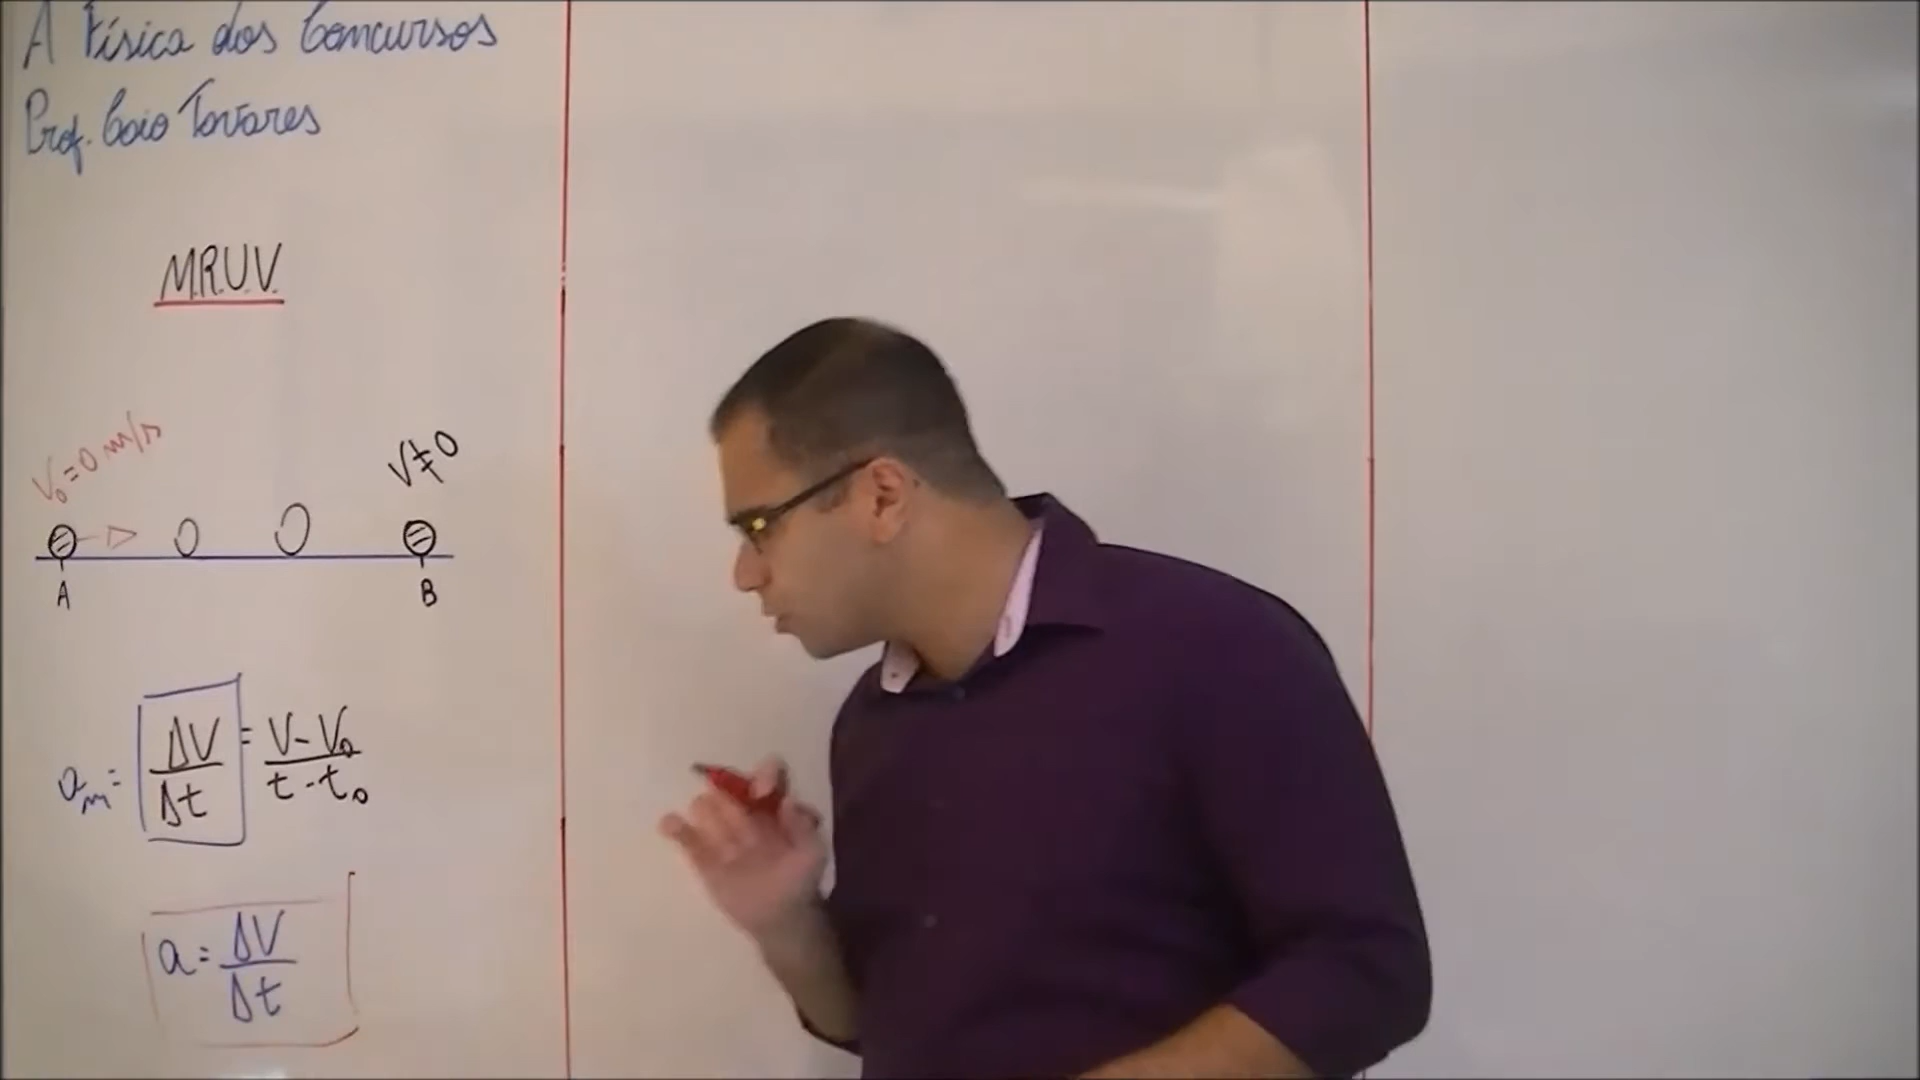 A Física dos Concursos
Prof. Caio Tavares
M.R.U.V.
V₀=0 m/s
V≠0
A B
aₘ= ΔV/Δt = V-V₀/t-t₀
a= ΔV/Δt